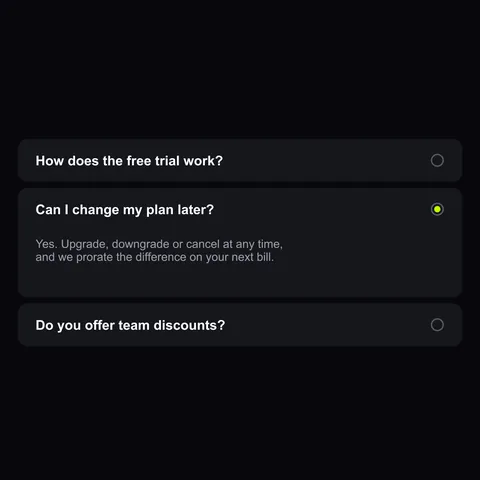 How does the free trial work?
Can I change my plan later?
Yes. Upgrade, downgrade or cancel at any time,
and we prorate the difference on your next bill.
Do you offer team discounts?